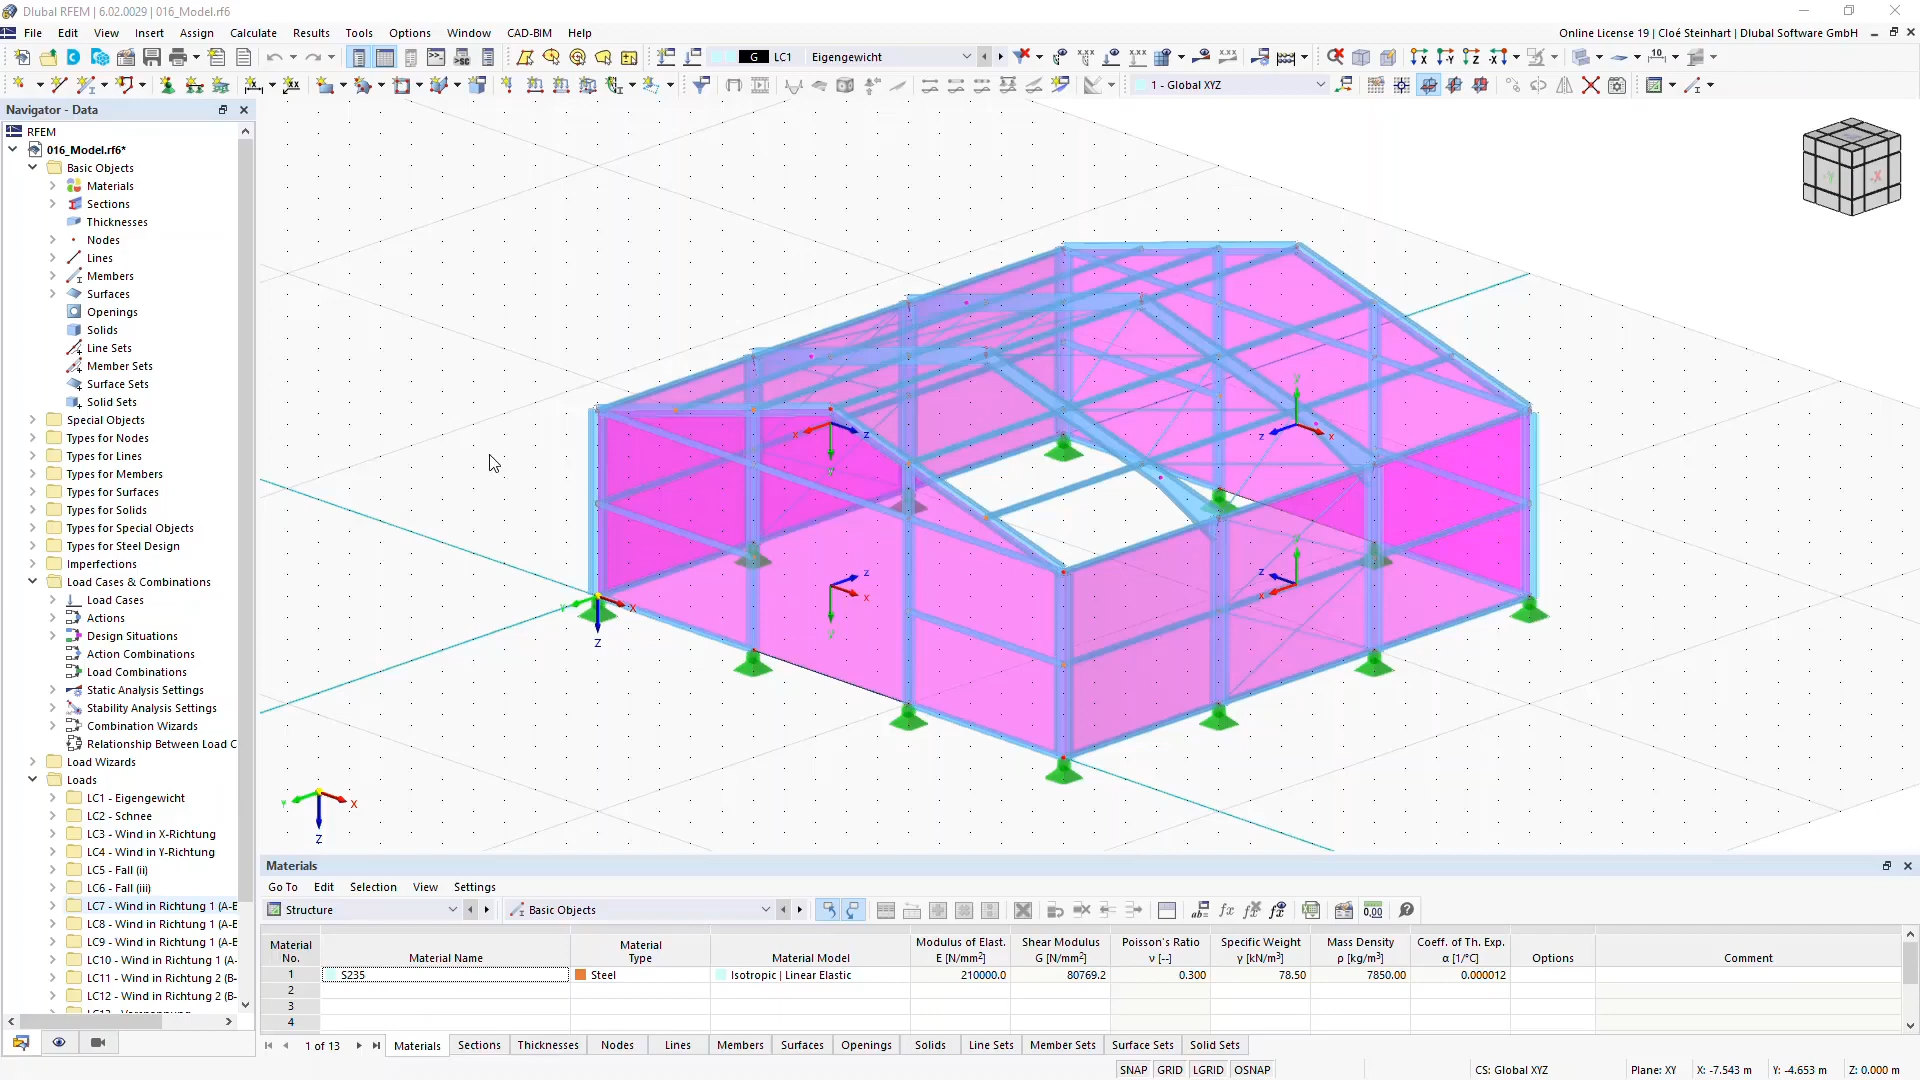 Dlubal RFEM | 6.02.0029 | 016_Model.rf6
File Edit View Insert Assign Calculate Results Tools Options Window CAD-BIM Help
Online License 19 | Cloé Steinhart | Dlubal Software GmbH
G LC1 Eigengewicht
1 - Global XYZ
Navigator - Data
RFEM
016_Model.rf6*
Basic Objects
Materials
Sections
Thicknesses
Nodes
Lines
Members
Surfaces
Openings
Solids
Line Sets
Member Sets
Surface Sets
Solid Sets
Special Objects
Types for Nodes
Types for Lines
Types for Members
Types for Surfaces
Types for Solids
Types for Special Objects
Types for Steel Design
Imperfections
Load Cases & Combinations
Load Cases
Actions
Design Situations
Action Combinations
Load Combinations
Static Analysis Settings
Stability Analysis Settings
Combination Wizards
Relationship Between Load C
Load Wizards
Loads
LC1 - Eigengewicht
LC2 - Schnee
LC3 - Wind in X-Richtung
LC4 - Wind in Y-Richtung
LC5 - Fall (ii)
LC6 - Fall (iii)
LC7 - Wind in Richtung 1 (A-E
LC8 - Wind in Richtung 1 (A-E
LC9 - Wind in Richtung 1 (A-E
LC10 - Wind in Richtung 1 (A-
LC11 - Wind in Richtung 2 (B-
LC12 - Wind in Richtung 2 (B-
Materials
Go To Edit Selection View Settings
Structure Basic Objects
Material No. Material Name Material Type Material Model Modulus of Elast. E [N/mm²] Shear Modulus G [N/mm²] Poisson's Ratio ν [--] Specific Weight γ [kN/m³] Mass Density ρ [kg/m³] Coeff. of Th. Exp. α [1/°C] Options Comment
1 S235 Steel Isotropic | Linear Elastic 210000.0 80769.2 0.300 78.50 7850.00 0.000012
2
3
4
1 of 13 Materials Sections Thicknesses Nodes Lines Members Surfaces Openings Solids Line Sets Member Sets Surface Sets Solid Sets
SNAP GRID LGRID OSNAP CS: Global XYZ Plane: XY X: -7.543 m Y: -4.653 m Z: 0.000 m